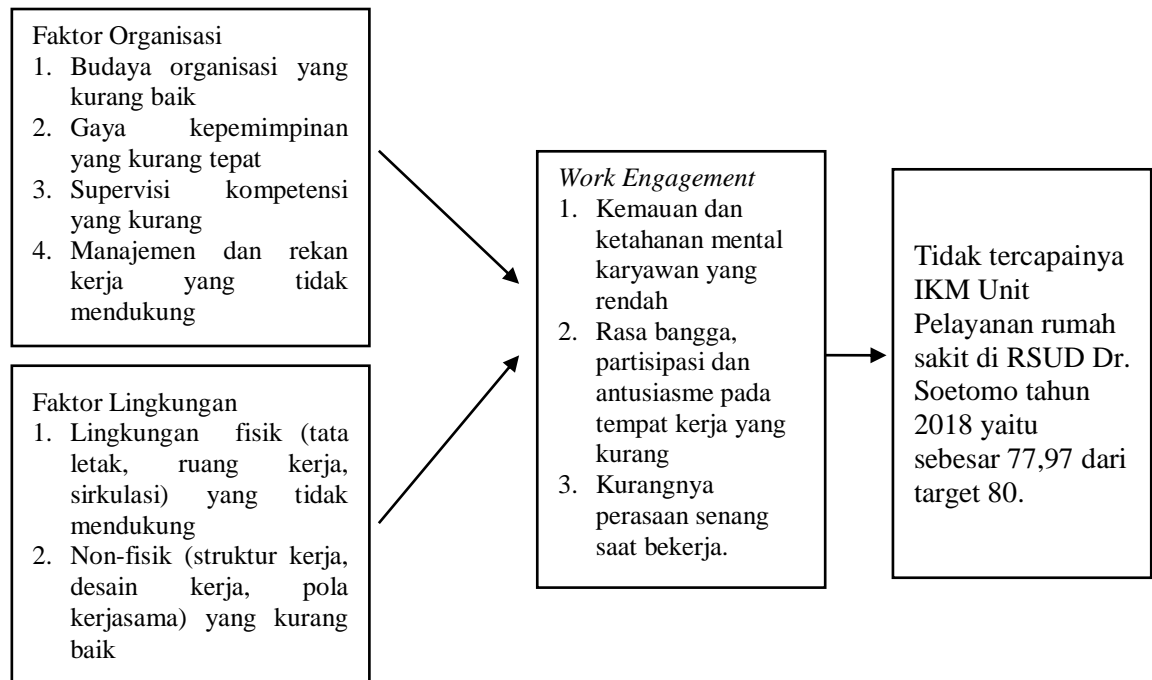 Faktor Organisasi
1. Budaya organisasi yang
kurang baik
2. Gaya kepemimpinan
yang kurang tepat
3. Supervisi kompetensi
yang kurang
4. Manajemen dan rekan
kerja yang tidak
mendukung
Faktor Lingkungan
1. Lingkungan fisik (tata
letak, ruang kerja,
sirkulasi) yang tidak
mendukung
2. Non-fisik (struktur kerja,
desain kerja, pola
kerjasama) yang kurang
baik
Work Engagement
1. Kemauan dan
ketahanan mental
karyawan yang
rendah
2. Rasa bangga,
partisipasi dan
antusiasme pada
tempat kerja yang
kurang
3. Kurangnya
perasaan senang
saat bekerja.
Tidak tercapainya
IKM Unit
Pelayanan rumah
sakit di RSUD Dr.
Soetomo tahun
2018 yaitu
sebesar 77,97 dari
target 80.